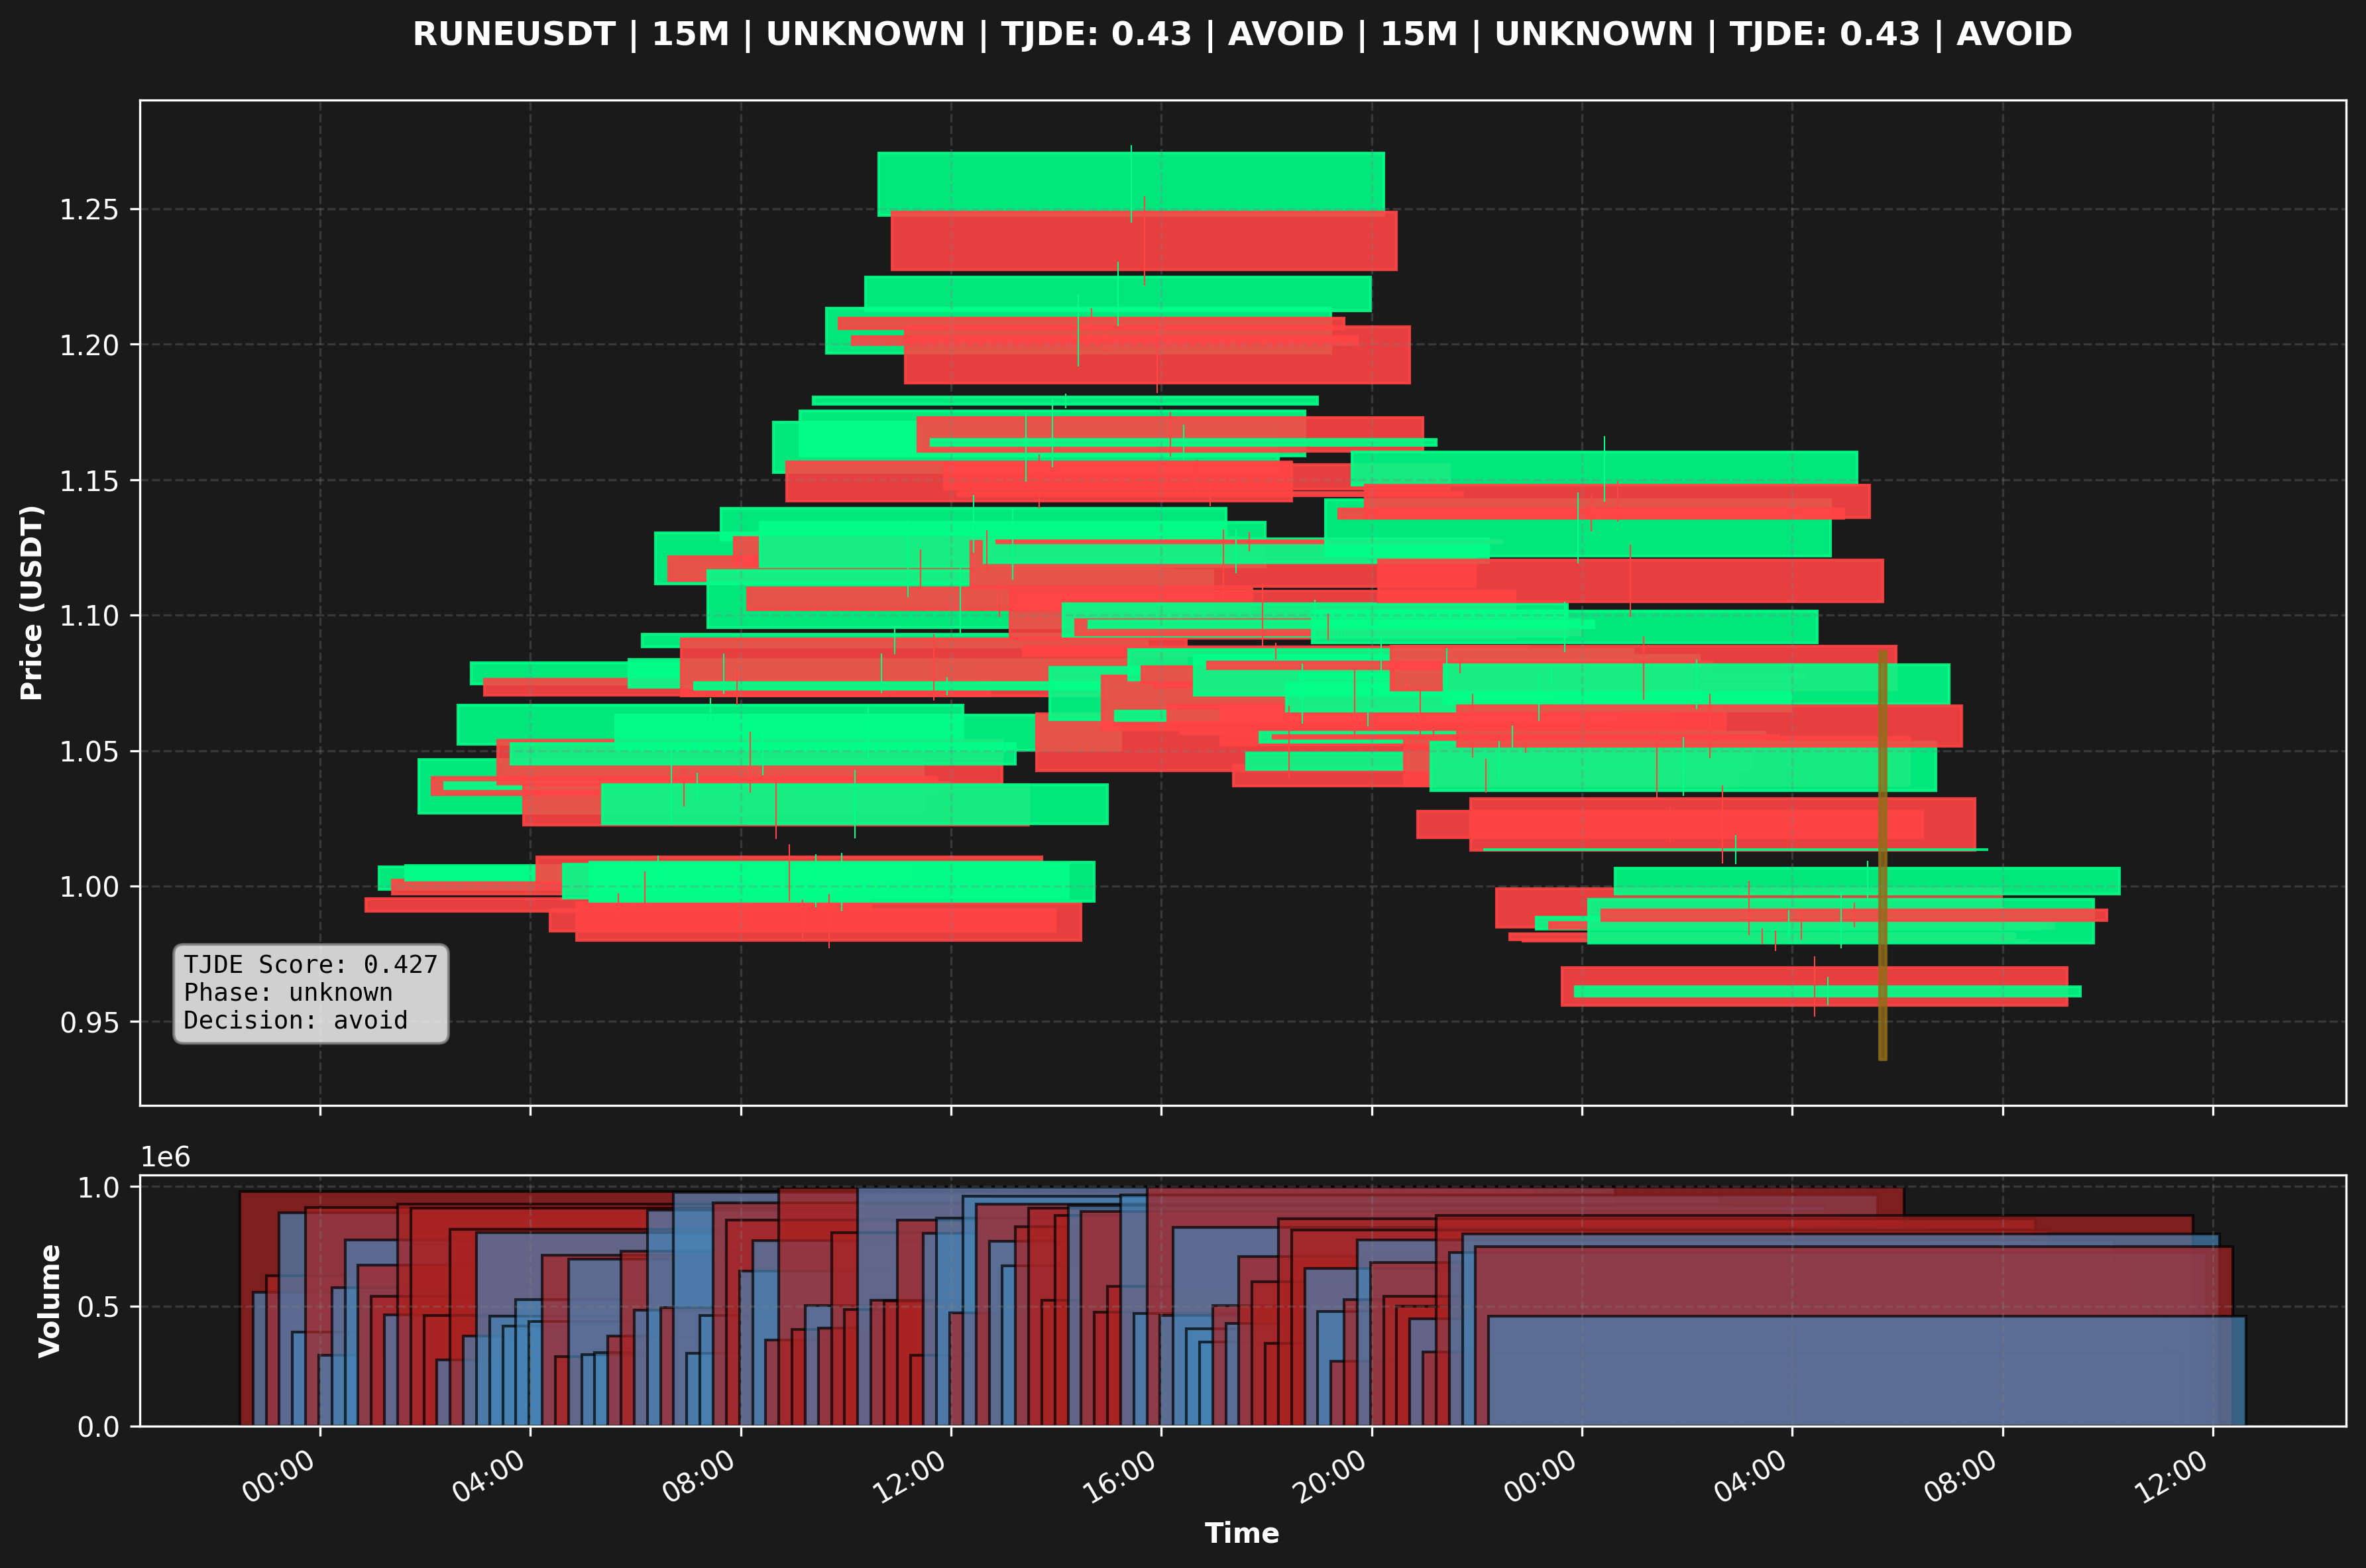 RUNEUSDT | 15M | UNKNOWN | TJDE: 0.43 | AVOID | 15M | UNKNOWN | TJDE: 0.43 | AVOID
Price (USDT)
1.25
1.20
1.15
1.10
1.05
1.00
0.95
TJDE Score: 0.427
Phase: unknown
Decision: avoid
1e6
Volume
1.0
0.5
0.0
00:00 04:00 08:00 12:00 16:00 20:00 00:00 04:00 08:00 12:00
Time